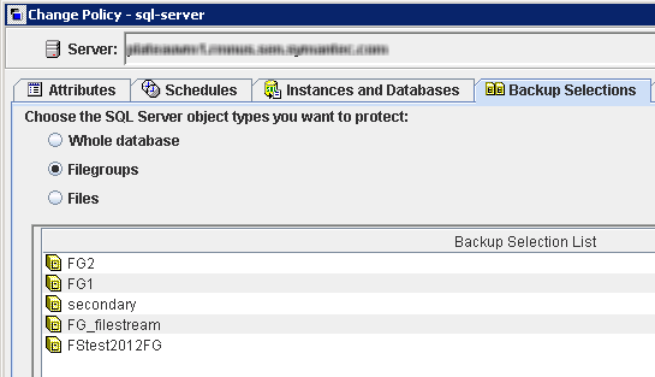 Change Policy - sql-server
Server:
Attributes Schedules Instances and Databases Backup Selections
Choose the SQL Server object types you want to protect:
Whole database
Filegroups
Files
Backup Selection List
FG2
FG1
secondary
FG_filestream
FStest2012FG